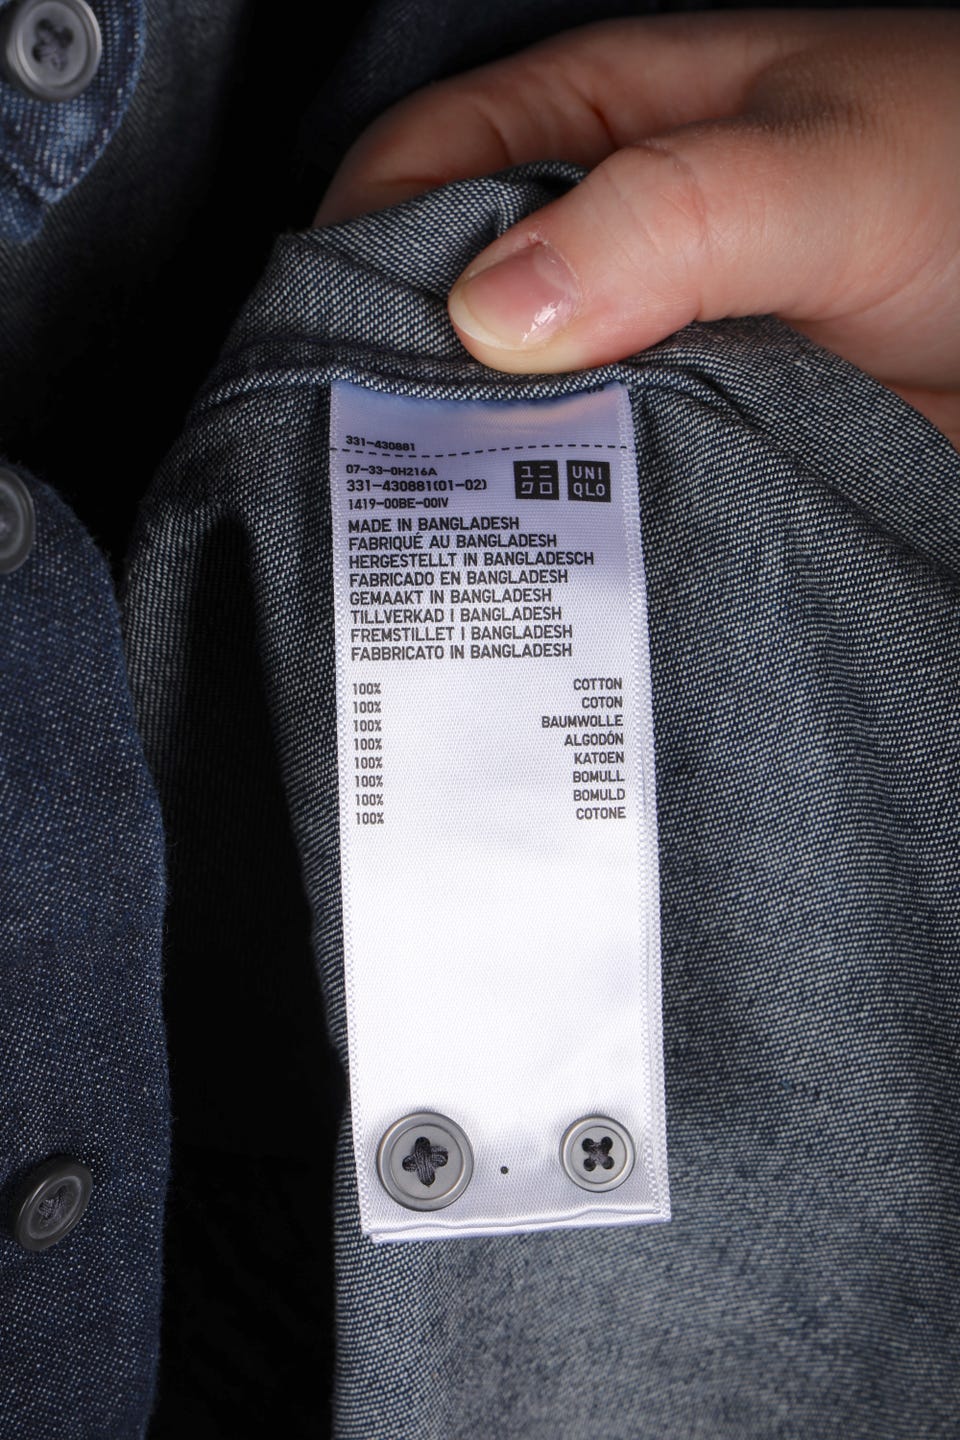 331-430881
07-33-0H216A
331-430881(01-02)
1419-00BE-00IV
ユニ
クロ
UNI
QLO
MADE IN BANGLADESH
FABRIQUÉ AU BANGLADESH
HERGESTELLT IN BANGLADESCH
FABRICADO EN BANGLADESH
GEMAAKT IN BANGLADESH
TILLVERKAD I BANGLADESH
FREMSTILLET I BANGLADESH
FABBRICATO IN BANGLADESH
100% COTTON
100% COTON
100% BAUMWOLLE
100% ALGODÓN
100% KATOEN
100% BOMULL
100% BOMULD
100% COTONE